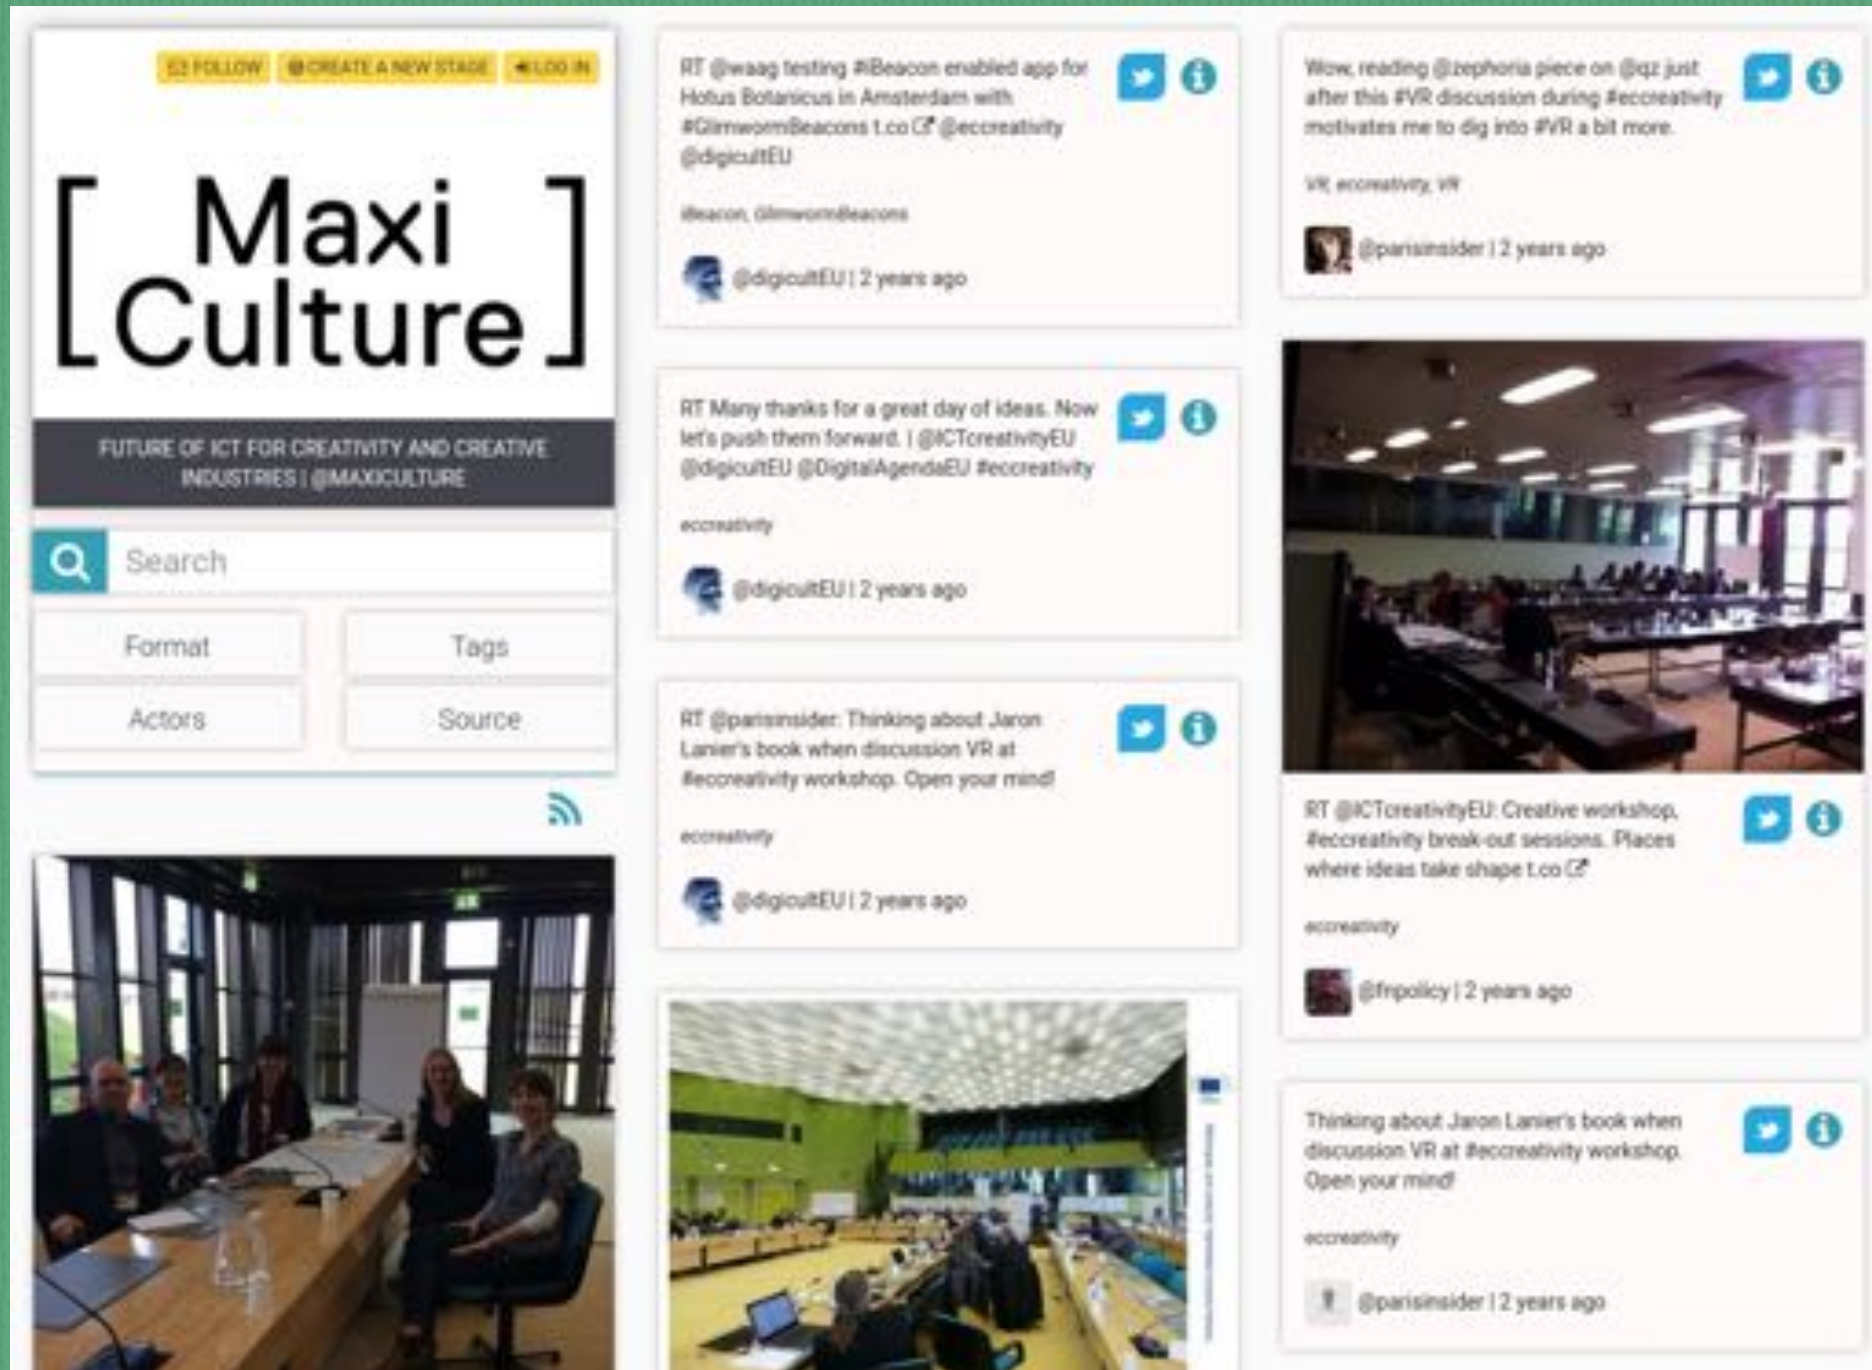 FOLLOW
CREATE A NEW STAGE
LOG IN
Maxi
Culture
FUTURE OF ICT FOR CREATIVITY AND CREATIVE
INDUSTRIES | @MAXICULTURE
Search
Format
Tags
Actors
Source
RT @waag testing #iBeacon enabled app for
Hotus Botanicus in Amsterdam with
#GlimwormBeacons t.co @eccreativity
@digicultEU
iBeacon, GlimwormBeacons
@digicultEU | 2 years ago
RT Many thanks for a great day of ideas. Now
let's push them forward. | @ICTcreativityEU
@digicultEU @DigitalAgendaEU #eccreativity
eccreativity
@digicultEU | 2 years ago
RT @parisinsider: Thinking about Jaron
Lanier's book when discussion VR at
#eccreativity workshop. Open your mind!
eccreativity
@digicultEU | 2 years ago
Wow, reading @zephoria piece on @qz just
after this #VR discussion during #eccreativity
motivates me to dig into #VR a bit more.
VR, eccreativity, VR
@parisinsider | 2 years ago
RT @ICTcreativityEU: Creative workshop,
#eccreativity break-out sessions. Places
where ideas take shape t.co
eccreativity
@fnpolicy | 2 years ago
Thinking about Jaron Lanier's book when
discussion VR at #eccreativity workshop.
Open your mind!
eccreativity
@parisinsider | 2 years ago